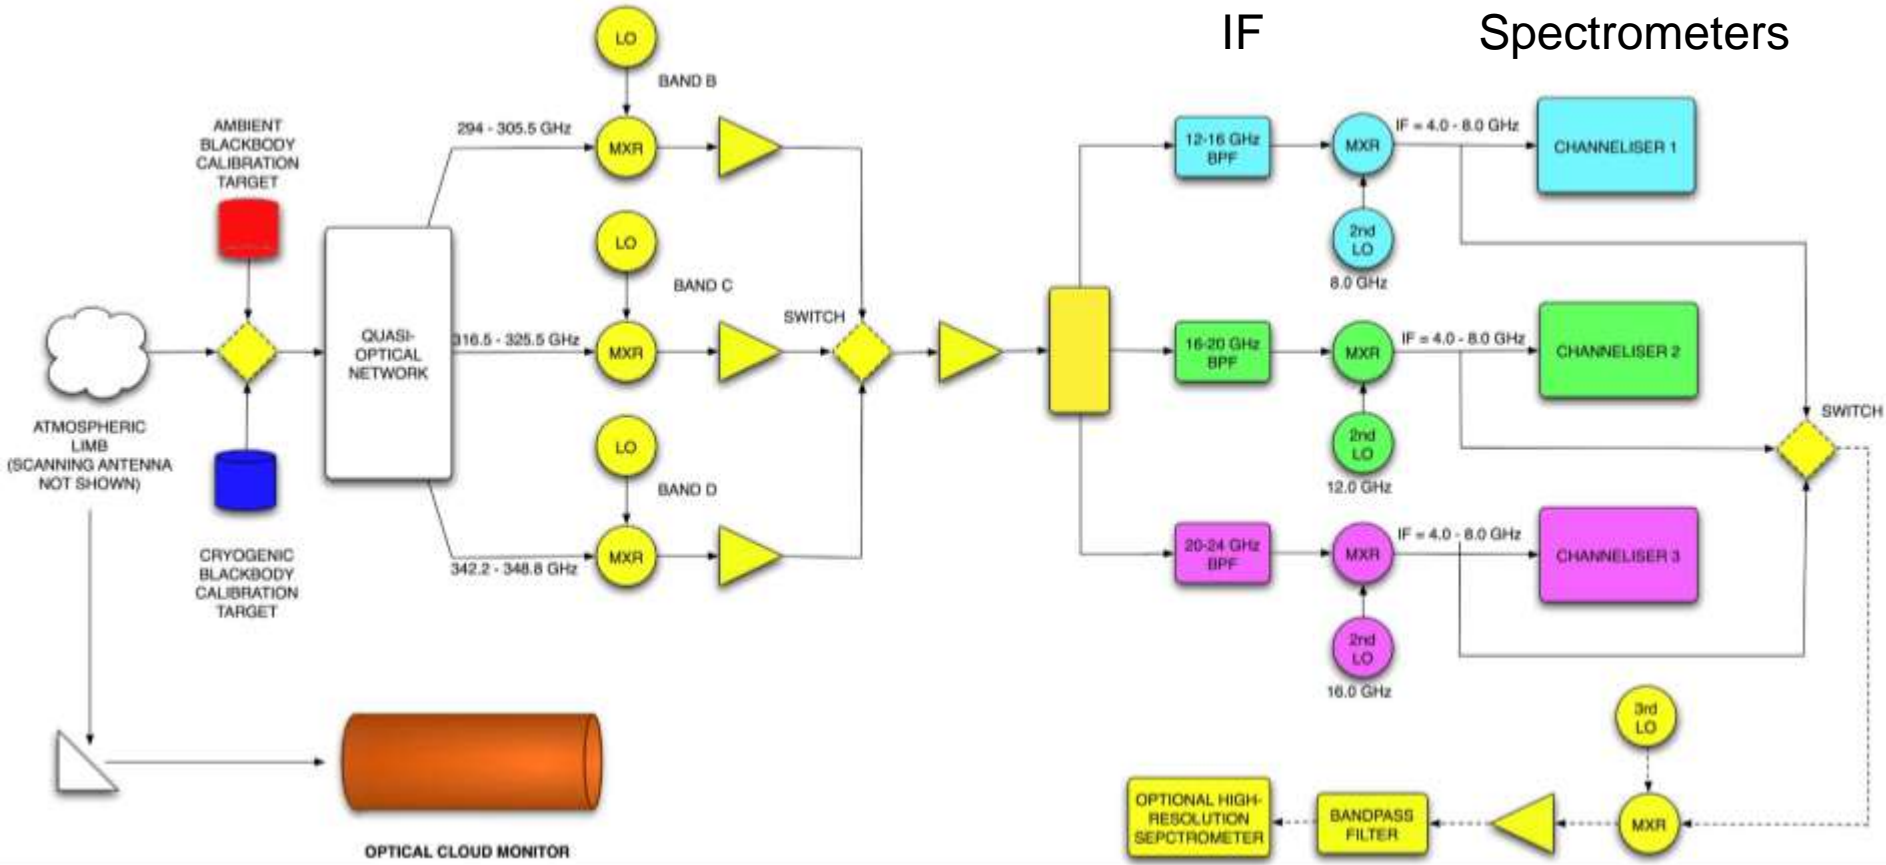 IF
Spectrometers
LO
BAND B
AMBIENT
BLACKBODY
CALIBRATION
TARGET
294 - 305.5 GHz
MXR
12-16 GHz
BPF
MXR
IF = 4.0 - 8.0 GHz
CHANNELISER 1
2nd
LO
8.0 GHz
LO
BAND C
SWITCH
QUASI-
OPTICAL
NETWORK
316.5 - 325.5 GHz
MXR
16-20 GHz
BPF
MXR
IF = 4.0 - 8.0 GHz
CHANNELISER 2
2nd
LO
12.0 GHz
SWITCH
ATMOSPHERIC
LIMB
(SCANNING ANTENNA
NOT SHOWN)
LO
BAND D
CRYOGENIC
BLACKBODY
CALIBRATION
TARGET
342.2 - 348.8 GHz
MXR
20-24 GHz
BPF
MXR
IF = 4.0 - 8.0 GHz
CHANNELISER 3
2nd
LO
16.0 GHz
3rd
LO
MXR
BANDPASS
FILTER
OPTIONAL HIGH-
RESOLUTION
SEPCTROMETER
OPTICAL CLOUD MONITOR